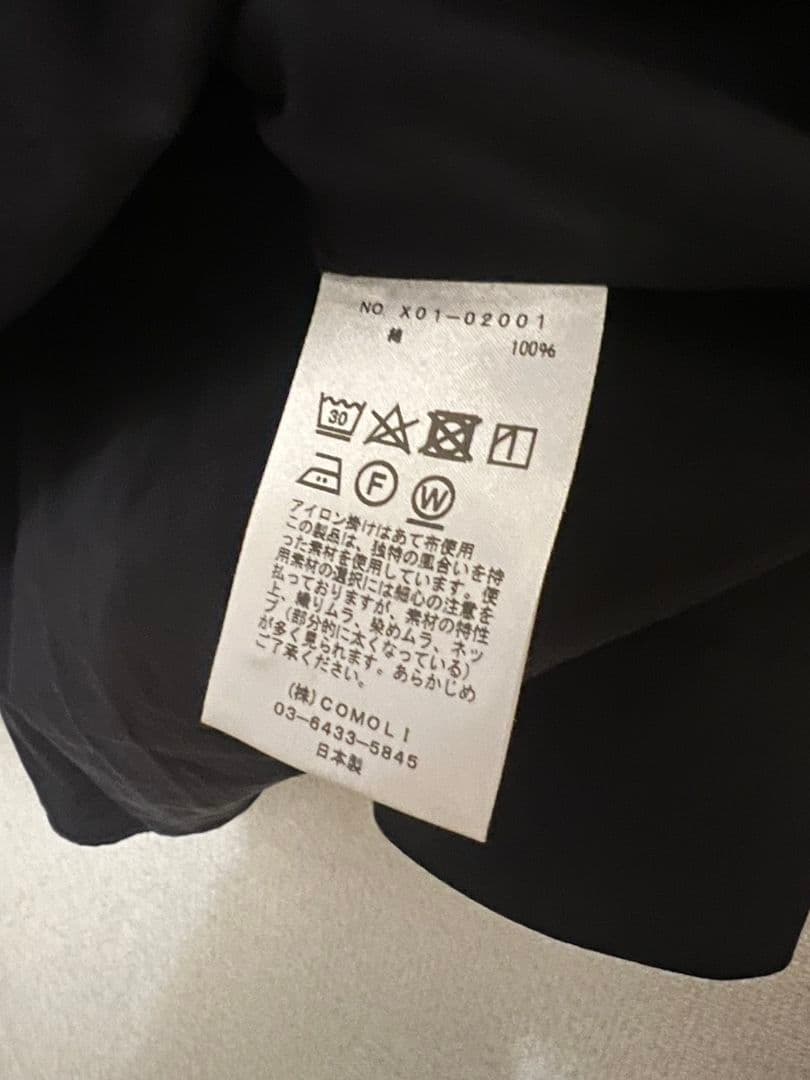 NO. X01-02001
綿 100%
30
F W
アイロン掛けはあて布使用
この製品は、独特の風合いを持
った素材を使用しています。使
用素材の選択には細心の注意を
払っておりますが、素材の特性
上、織りムラ、染めムラ、ネッ
プ(部分的に太くなっている)
が多く見られます。あらかじめ
ご了承ください。
(株)COMOLI
03-6433-5845
日本製